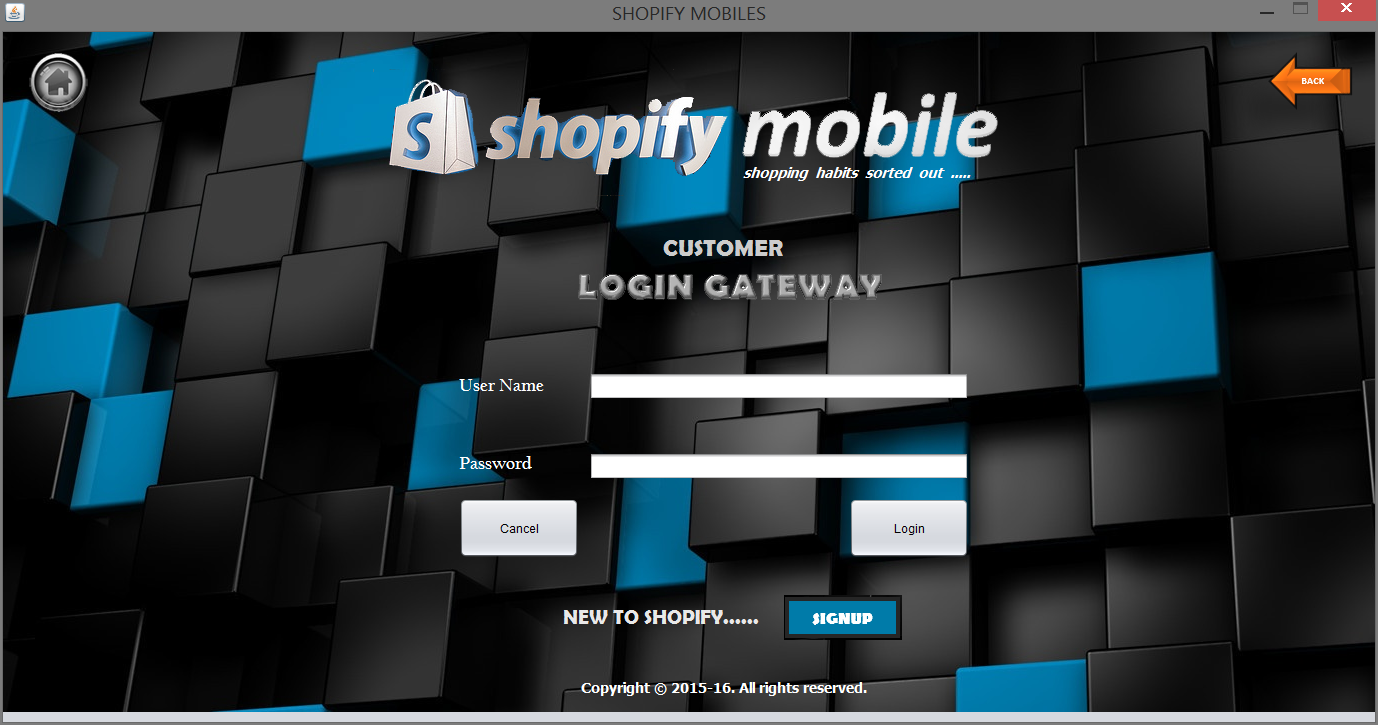 SHOPIFY MOBILES
BACK
S shopify mobile
shopping habits sorted out .....
CUSTOMER
LOGIN GATEWAY
User Name
Password
Cancel
Login
NEW TO SHOPIFY......
SIGNUP
Copyright © 2015-16. All rights reserved.